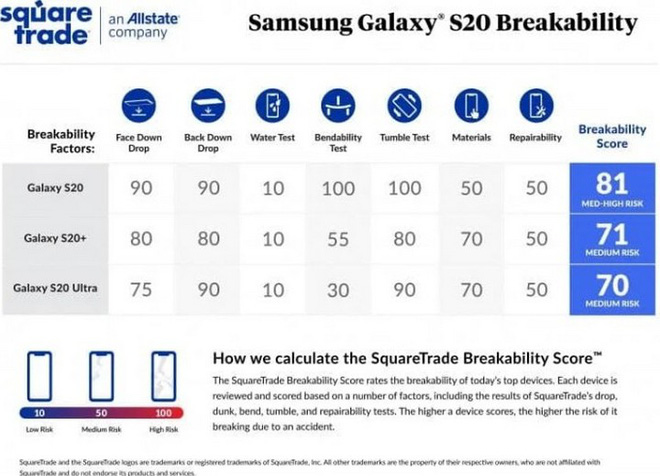 square
trade
an Allstate®
company
Samsung Galaxy® S20 Breakability
Breakability
Factors:
Face Down
Drop
Back Down
Drop
Water Test
Bendability
Test
Tumble Test
Materials
Repairability
Breakability
Score
Galaxy S20 90 90 10 100 100 50 50 81
MED-HIGH RISK
Galaxy S20+ 80 80 10 55 80 70 50 71
MEDIUM RISK
Galaxy S20 Ultra 75 90 10 30 90 70 50 70
MEDIUM RISK
How we calculate the SquareTrade Breakability Score™
The SquareTrade Breakability Score rates the breakability of today's top devices. Each device is
reviewed and scored based on a number of factors, including the results of SquareTrade's drop,
dunk, bend, tumble, and repairability tests. The higher a device scores, the higher the risk of it
breaking due to an accident.
10 50 100
Low Risk Medium Risk High Risk
SquareTrade and the SquareTrade logos are trademarks or registered trademarks of SquareTrade, Inc. All other trademarks are the property of their respective owners, who are not affiliated with
SquareTrade and do not endorse its products and services.